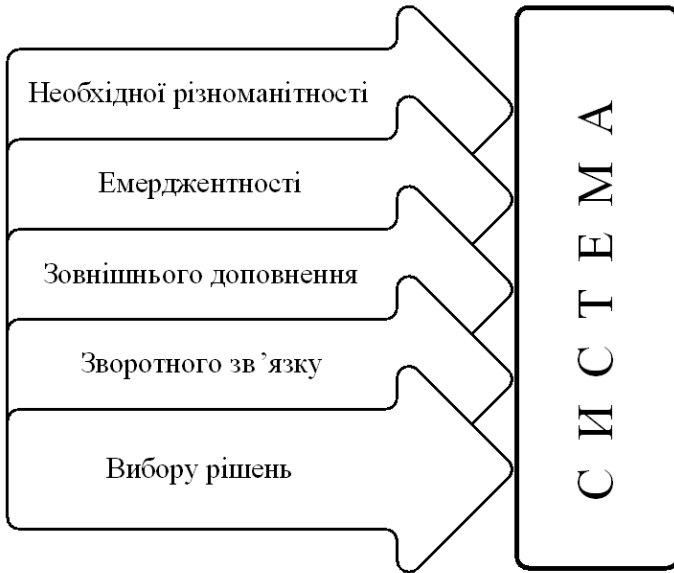 Необхідної різноманітності
Емерджентності
Зовнішнього доповнення
Зворотного зв’язку
Вибору рішень
СИСТЕМА